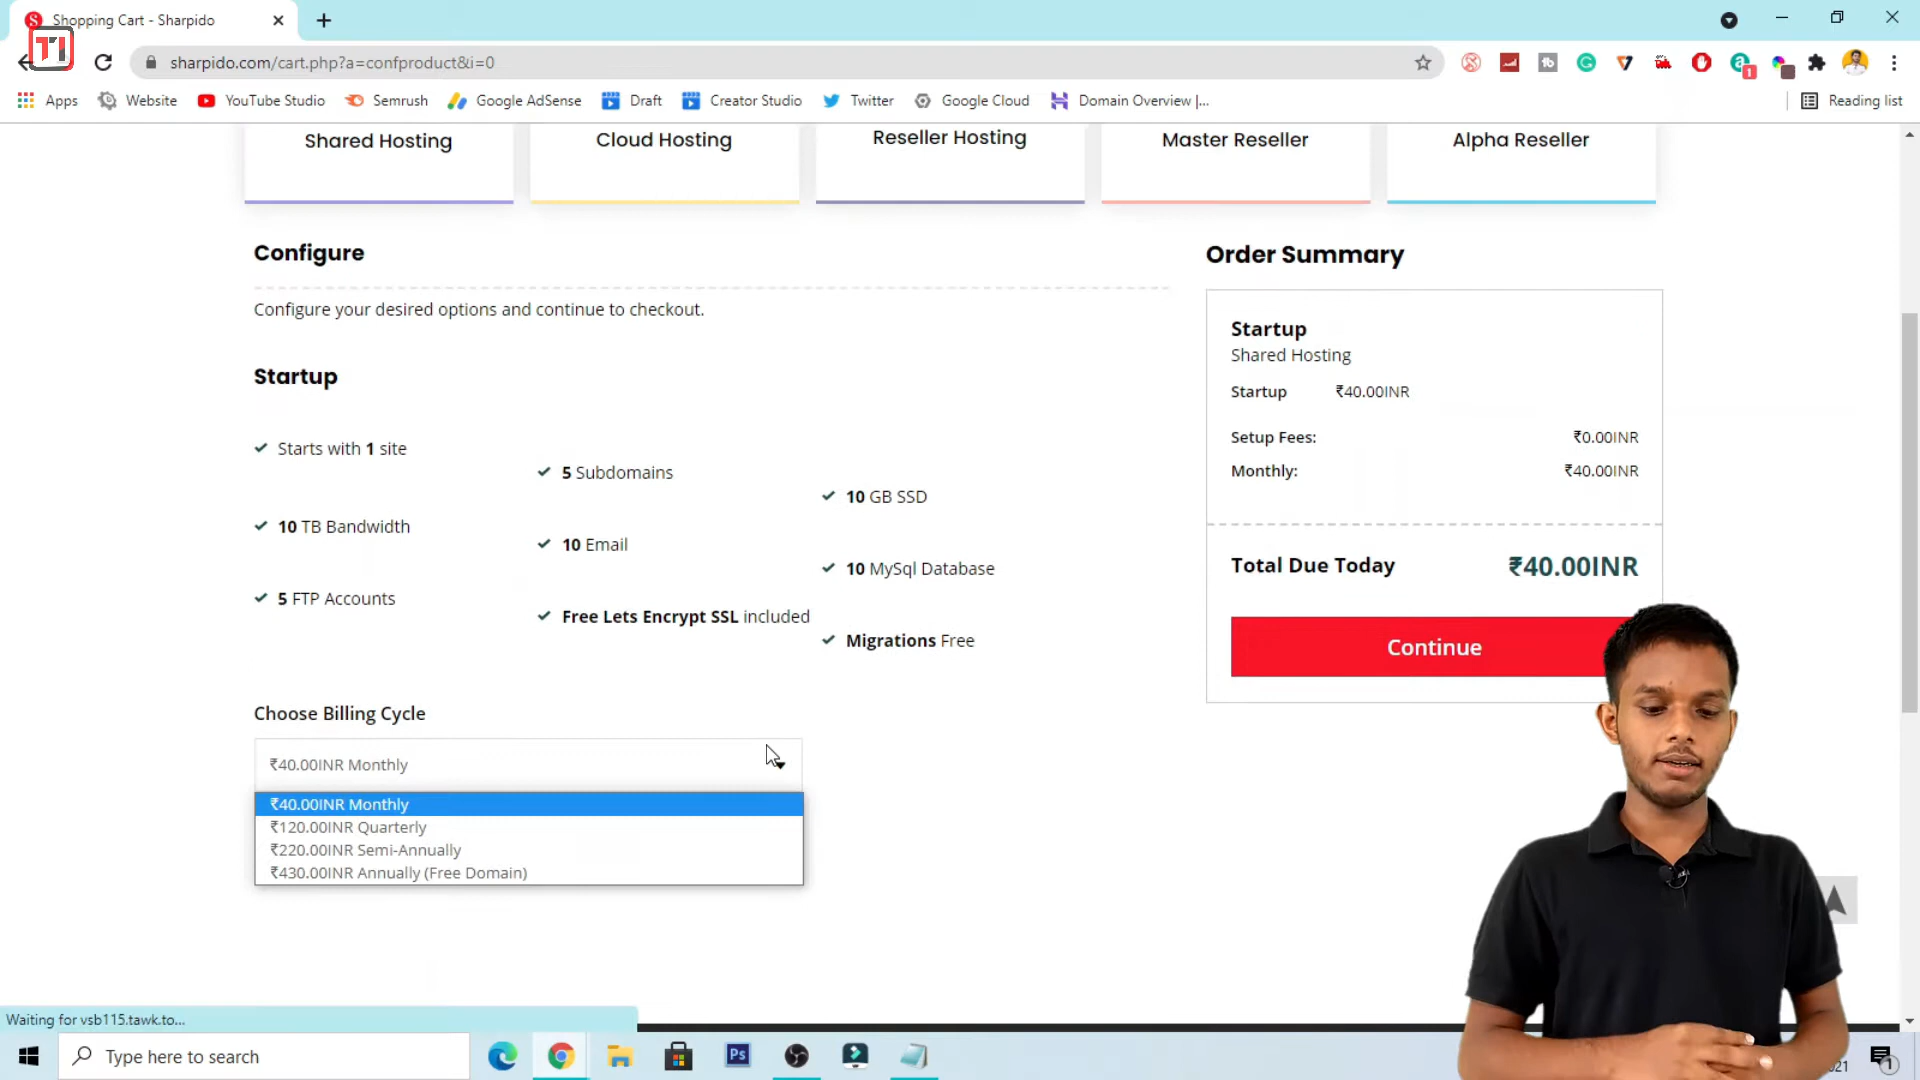 Shopping Cart - Sharpido
TI
sharpido.com/cart.php?a=confproduct&i=0
Apps Website YouTube Studio Semrush Google AdSense Draft Creator Studio Twitter Google Cloud Domain Overview |... Reading list
Shared Hosting Cloud Hosting Reseller Hosting Master Reseller Alpha Reseller
Configure
Configure your desired options and continue to checkout.
Startup
Starts with 1 site
5 Subdomains
10 GB SSD
10 TB Bandwidth
10 Email
10 MySql Database
5 FTP Accounts
Free Lets Encrypt SSL included
Migrations Free
Choose Billing Cycle
₹40.00INR Monthly
₹40.00INR Monthly
₹120.00INR Quarterly
₹220.00INR Semi-Annually
₹430.00INR Annually (Free Domain)
Order Summary
Startup
Shared Hosting
Startup ₹40.00INR
Setup Fees: ₹0.00INR
Monthly: ₹40.00INR
Total Due Today ₹40.00INR
Continue
Waiting for vsb115.tawk.to...
Type here to search
Ps